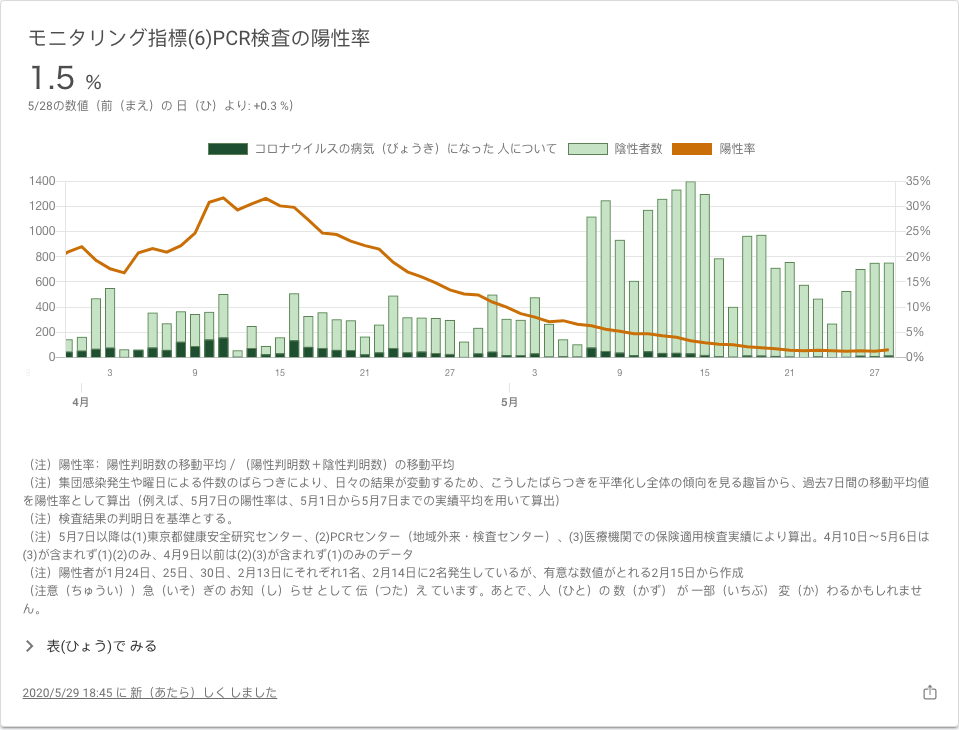 モニタリング指標(6)PCR検査の陽性率
1.5 %
5/28の数値（前（まえ）の 日（ひ）より: +0.3 %）
コロナウイルスの病気（びょうき）になった 人について 陰性者数 陽性率
1400 35%
1200 30%
1000 25%
800 20%
600 15%
400 10%
200 5%
0 0%
3 9 15 21 27 3 9 15 21 27
4月 5月
（注）陽性率：陽性判明数の移動平均 / （陽性判明数＋陰性判明数）の移動平均
（注）集団感染発生や曜日による件数のばらつきにより、日々の結果が変動するため、こうしたばらつきを平準化し全体の傾向を見る趣旨から、過去7日間の移動平均値
を陽性率として算出（例えば、5月7日の陽性率は、5月1日から5月7日までの実績平均を用いて算出）
（注）検査結果の判明日を基準とする。
（注）5月7日以降は(1)東京都健康安全研究センター、(2)PCRセンター（地域外来・検査センター）、(3)医療機関での保険適用検査実績により算出。4月10日～5月6日は
(3)が含まれず(1)(2)のみ、4月9日以前は(2)(3)が含まれず(1)のみのデータ
（注）陽性者が1月24日、25日、30日、2月13日にそれぞれ1名、2月14日に2名発生しているが、有意な数値がとれる2月15日から作成
（注意（ちゅうい））急（いそ）ぎの お知（し）らせ として 伝（つた）え ています。あとで、人（ひと）の 数（かず） が 一部（いちぶ） 変（か）わるかもしれませ
ん。
表(ひょう)で みる
2020/5/29 18:45 に 新（あたら）しく しました